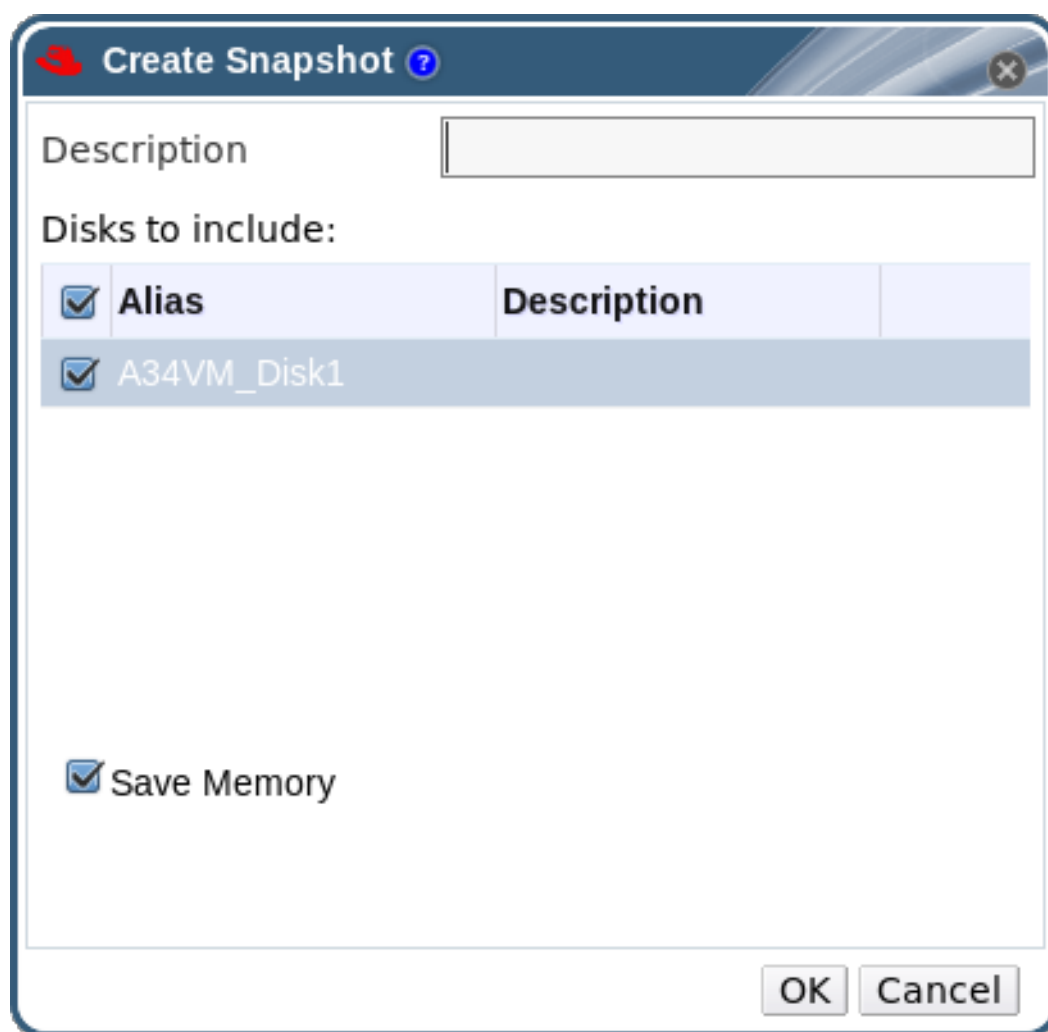 Create Snapshot ?
Description
Disks to include:
Alias Description
A34VM_Disk1
Save Memory
OK Cancel